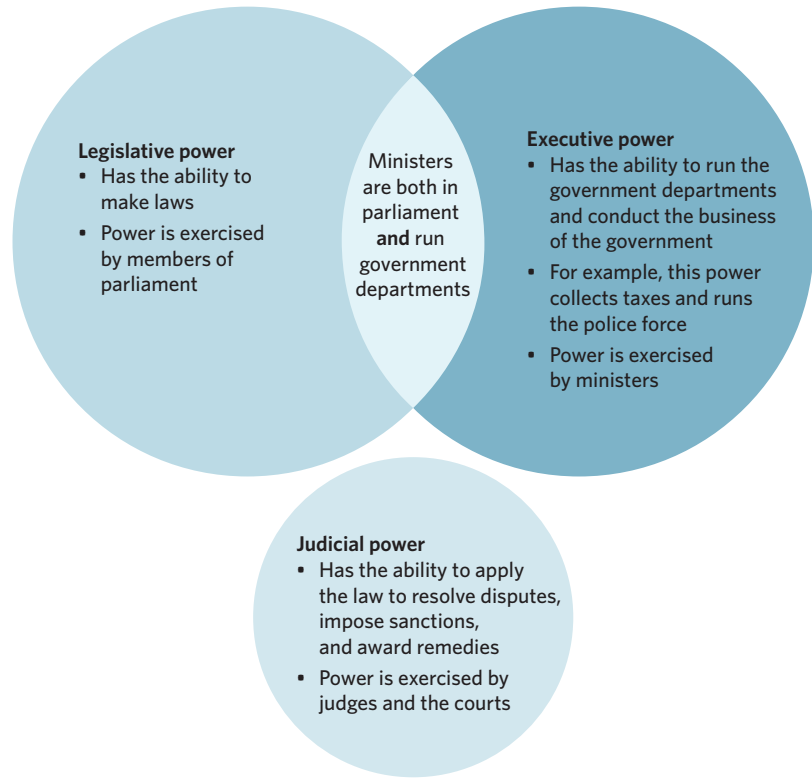 Legislative power
• Has the ability to
make laws
• Power is exercised
by members of
parliament
Ministers
are both in
parliament
and run
government
departments
Executive power
• Has the ability to run the
government departments
and conduct the business
of the government
• For example, this power
collects taxes and runs
the police force
• Power is exercised
by ministers
Judicial power
• Has the ability to apply
the law to resolve disputes,
impose sanctions,
and award remedies
• Power is exercised by
judges and the courts